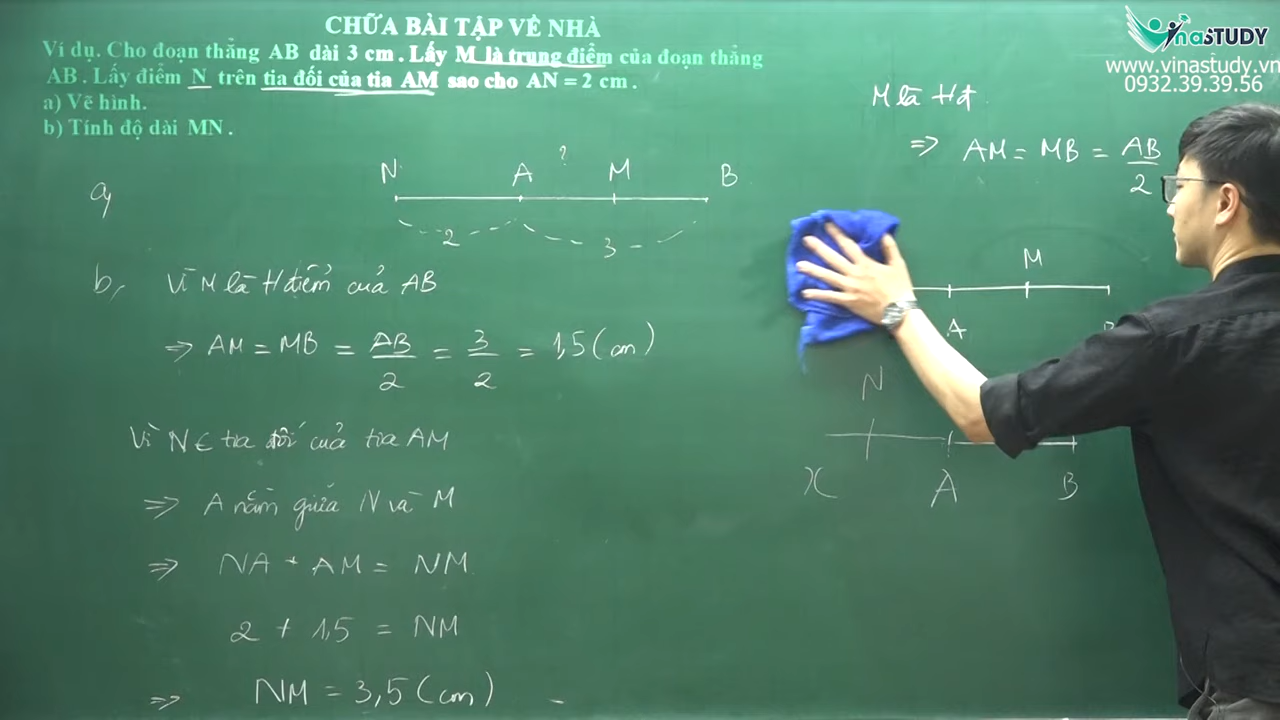 CHỮA BÀI TẬP VỀ NHÀ
Ví dụ. Cho đoạn thẳng AB dài 3 cm. Lấy M là trung điểm của đoạn thẳng
AB. Lấy điểm N trên tia đối của tia AM sao cho AN = 2 cm.
a) Vẽ hình.
b) Tính độ dài MN.
VinaSTUDY
www.vinastudy.vn
0932.39.39.56
a,
N A ? M B
2 3
b, Vì M là t điểm của AB
=> AM = MB = AB/2 = 3/2 = 1,5 (cm)
Vì N ∈ tia đối của tia AM
=> A nằm giữa N và M
=> NA + AM = NM
2 + 1,5 = NM
=> NM = 3,5 (cm)
M là tđ
=> AM = MB = AB/2
M
A
N
x A B